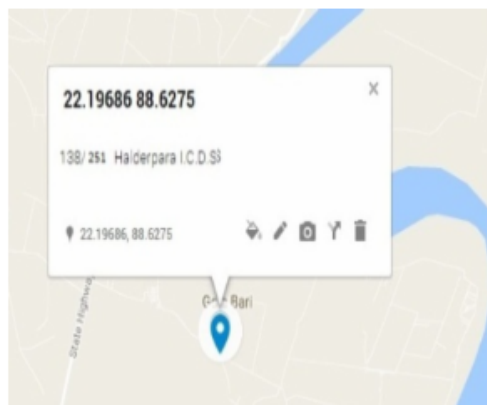 22.19686 88.6275
138/ 251 Halderpara I.C.D.S
22.19686, 88.6275
Bari
State Highway